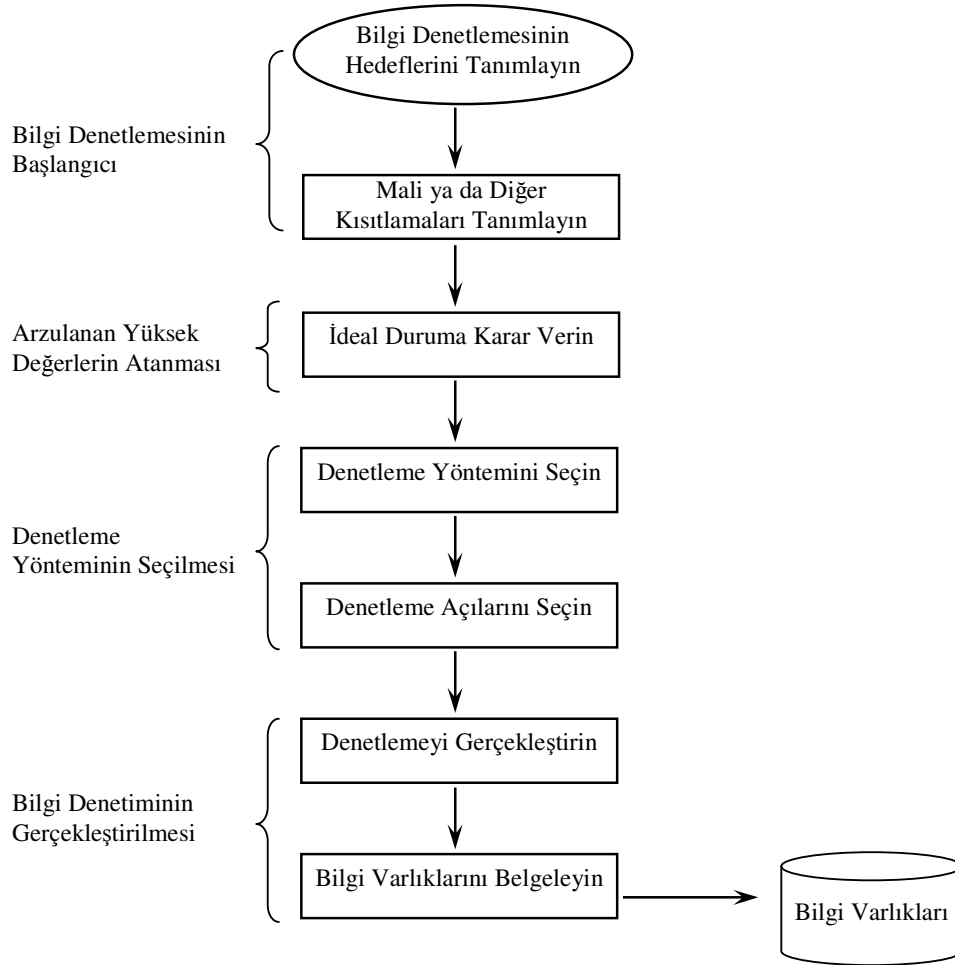 Bilgi Denetlemesinin
Hedeflerini Tanımlayın
Bilgi Denetlemesinin
Başlangıcı
Mali ya da Diğer
Kısıtlamaları Tanımlayın
Arzulanan Yüksek
Değerlerin Atanması
İdeal Duruma Karar Verin
Denetleme Yöntemini Seçin
Denetleme
Yönteminin Seçilmesi
Denetleme Açılarını Seçin
Denetlemeyi Gerçekleştirin
Bilgi Denetiminin
Gerçekleştirilmesi
Bilgi Varlıklarını Belgeleyin
Bilgi Varlıkları